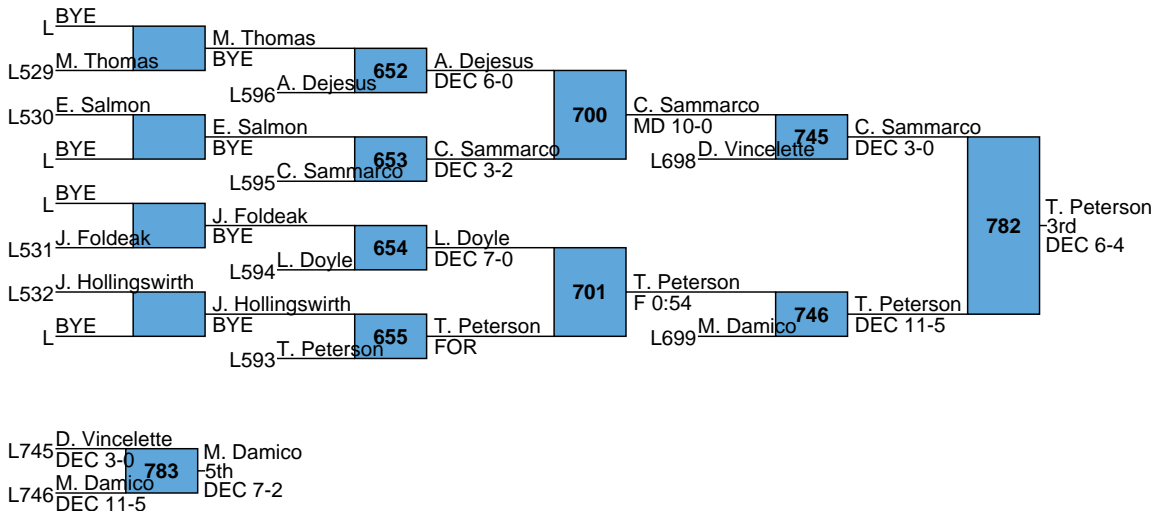 L BYE
L529 M. Thomas
M. Thomas
BYE
L596 A. Dejesus
652
A. Dejesus
DEC 6-0
L530 E. Salmon
L BYE
E. Salmon
BYE
L595 C. Sammarco
653
C. Sammarco
DEC 3-2
700
C. Sammarco
MD 10-0
L698 D. Vincelette
745
C. Sammarco
DEC 3-0
L BYE
L531 J. Foldeak
J. Foldeak
BYE
L594 L. Doyle
654
L. Doyle
DEC 7-0
L532 J. Hollingswirth
L BYE
J. Hollingswirth
BYE
L593 T. Peterson
655
T. Peterson
FOR
701
T. Peterson
F 0:54
L699 M. Damico
746
T. Peterson
DEC 11-5
782
T. Peterson
3rd
DEC 6-4
L745 D. Vincelette
DEC 3-0
L746 M. Damico
DEC 11-5
783
M. Damico
5th
DEC 7-2